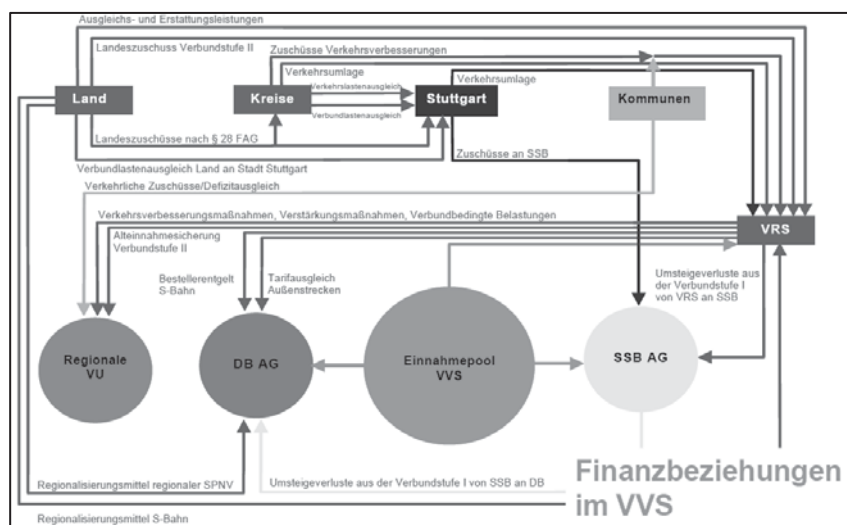 Ausgleichs- und Erstattungsleistungen
Landeszuschuss Verbundstufe II
Zuschüsse Verkehrsverbesserungen
Verkehrsumlage
Verkehrsumlage
Land
Kreise
Verkehrslastenausgleich
Stuttgart
Kommunen
Verbundlastenausgleich
Landeszuschüsse nach § 28 FAG
Zuschüsse an SSB
Verbundlastenausgleich Land an Stadt Stuttgart
Verkehrliche Zuschüsse/Defizitausgleich
Verkehrsverbesserungsmaßnahmen, Verstärkungsmaßnahmen, Verbundbedingte Belastungen
VRS
Alteinnahmesicherung
Verbundstufe II
Bestellerentgelt
S-Bahn
Tarifausgleich
Außenstrecken
Umsteigeverluste aus
der Verbundstufe I
von VRS an SSB
Regionale
VU
DB AG
Einnahmepool
VVS
SSB AG
Regionalisierungsmittel regionaler SPNV
Umsteigeverluste aus der Verbundstufe I von SSB an DB
Finanzbeziehungen
im VVS
Regionalisierungsmittel S-Bahn